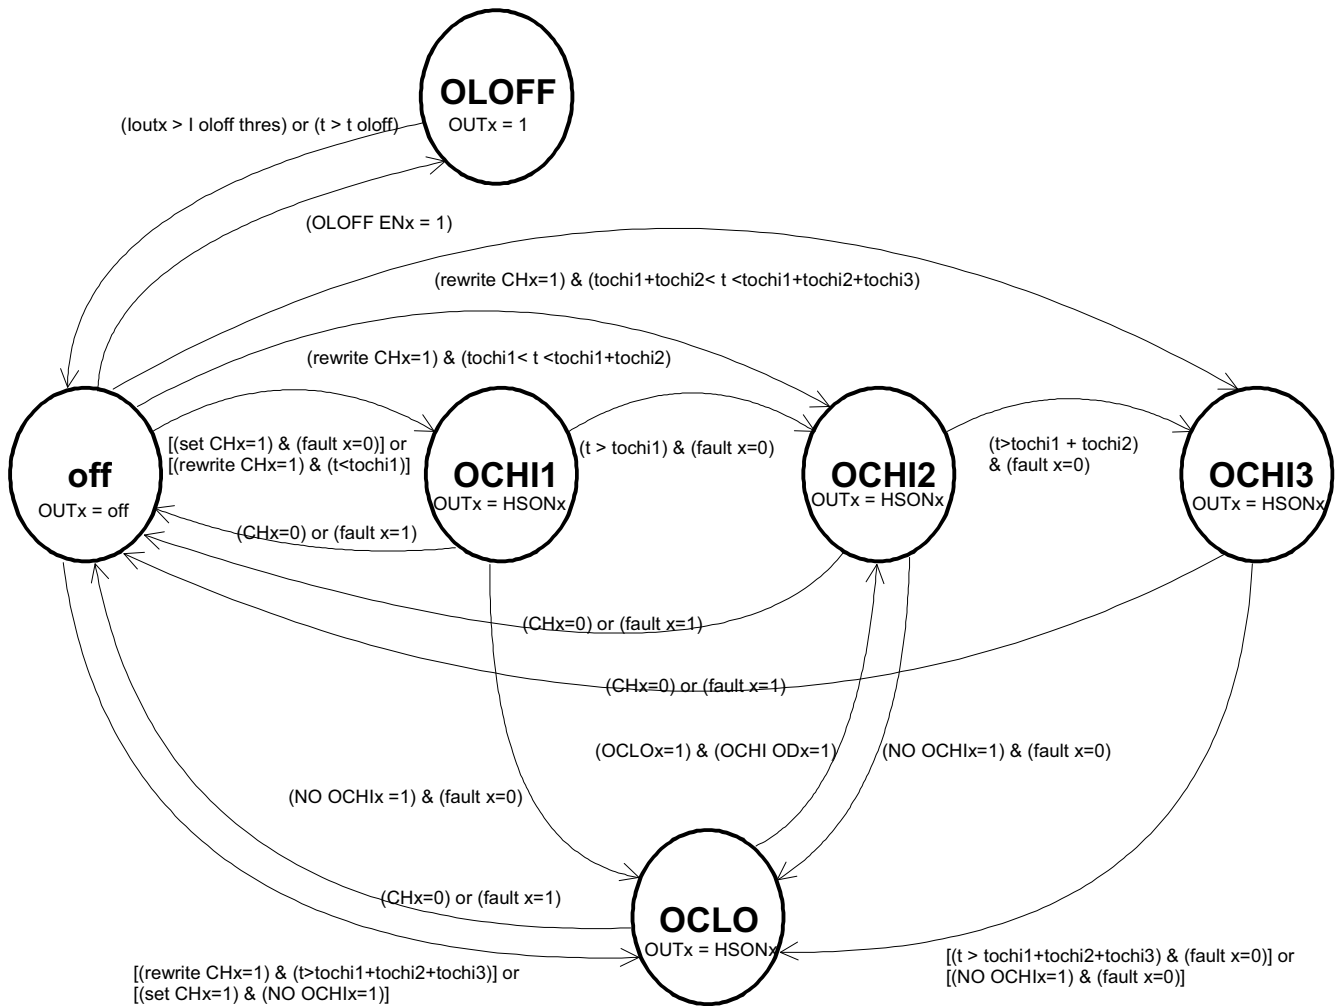 OLOFF
OUTx = 1
(Ioutx > I oloff thres) or (t > t oloff)
(OLOFF ENx = 1)
(rewrite CHx=1) & (tochi1+tochi2< t <tochi1+tochi2+tochi3)
(rewrite CHx=1) & (tochi1< t <tochi1+tochi2)
[(set CHx=1) & (fault x=0)] or
[(rewrite CHx=1) & (t<tochi1)]
(t > tochi1) & (fault x=0)
(t>tochi1 + tochi2)
& (fault x=0)
off
OUTx = off
OCHI1
OUTx = HSONx
OCHI2
OUTx = HSONx
OCHI3
OUTx = HSONx
(CHx=0) or (fault x=1)
(CHx=0) or (fault x=1)
(CHx=0) or (fault x=1)
(OCLOx=1) & (OCHI ODx=1)
(NO OCHIx=1) & (fault x=0)
(NO OCHIx =1) & (fault x=0)
(CHx=0) or (fault x=1)
OCLO
OUTx = HSONx
[(rewrite CHx=1) & (t>tochi1+tochi2+tochi3)] or
[(set CHx=1) & (NO OCHIx=1)]
[(t > tochi1+tochi2+tochi3) & (fault x=0)] or
[(NO OCHIx=1) & (fault x=0)]